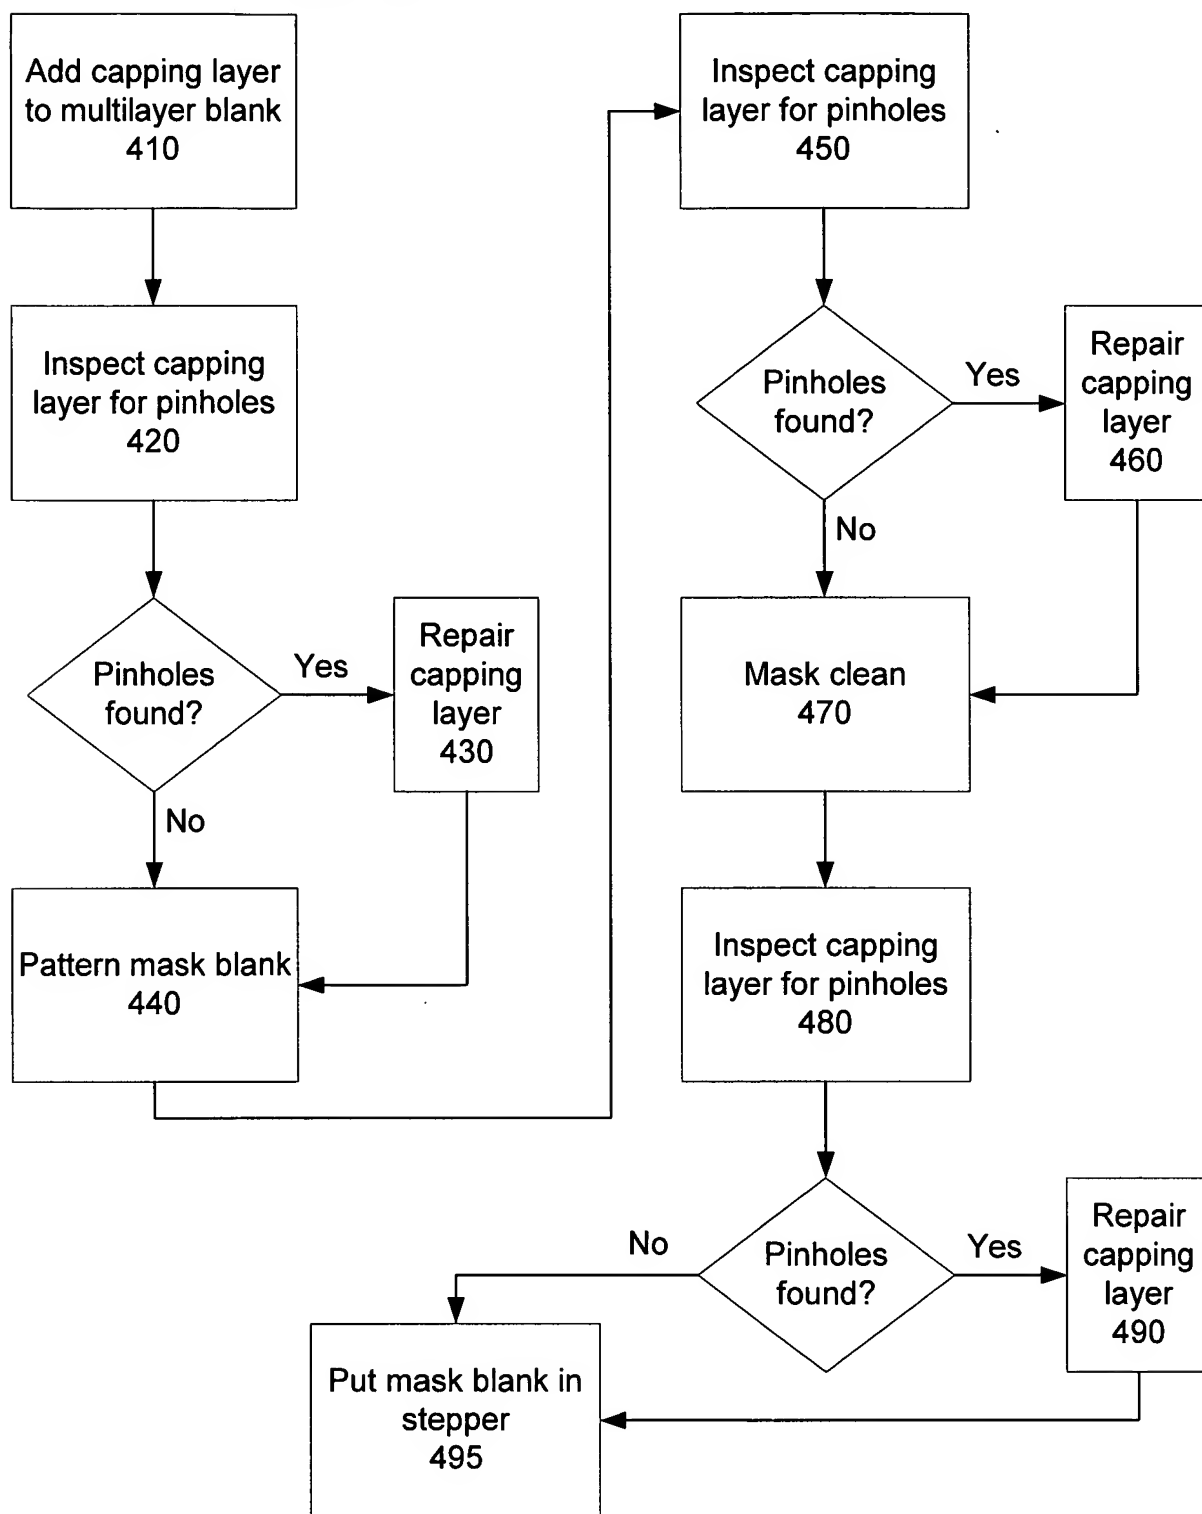 Add capping layer
to multilayer blank
410
Inspect capping
layer for pinholes
420
Pinholes
found?
Yes
Repair
capping
layer
430
No
Pattern mask blank
440
Inspect capping
layer for pinholes
450
Pinholes
found?
Yes
Repair
capping
layer
460
No
Mask clean
470
Inspect capping
layer for pinholes
480
Pinholes
found?
Yes
Repair
capping
layer
490
No
Put mask blank in
stepper
495